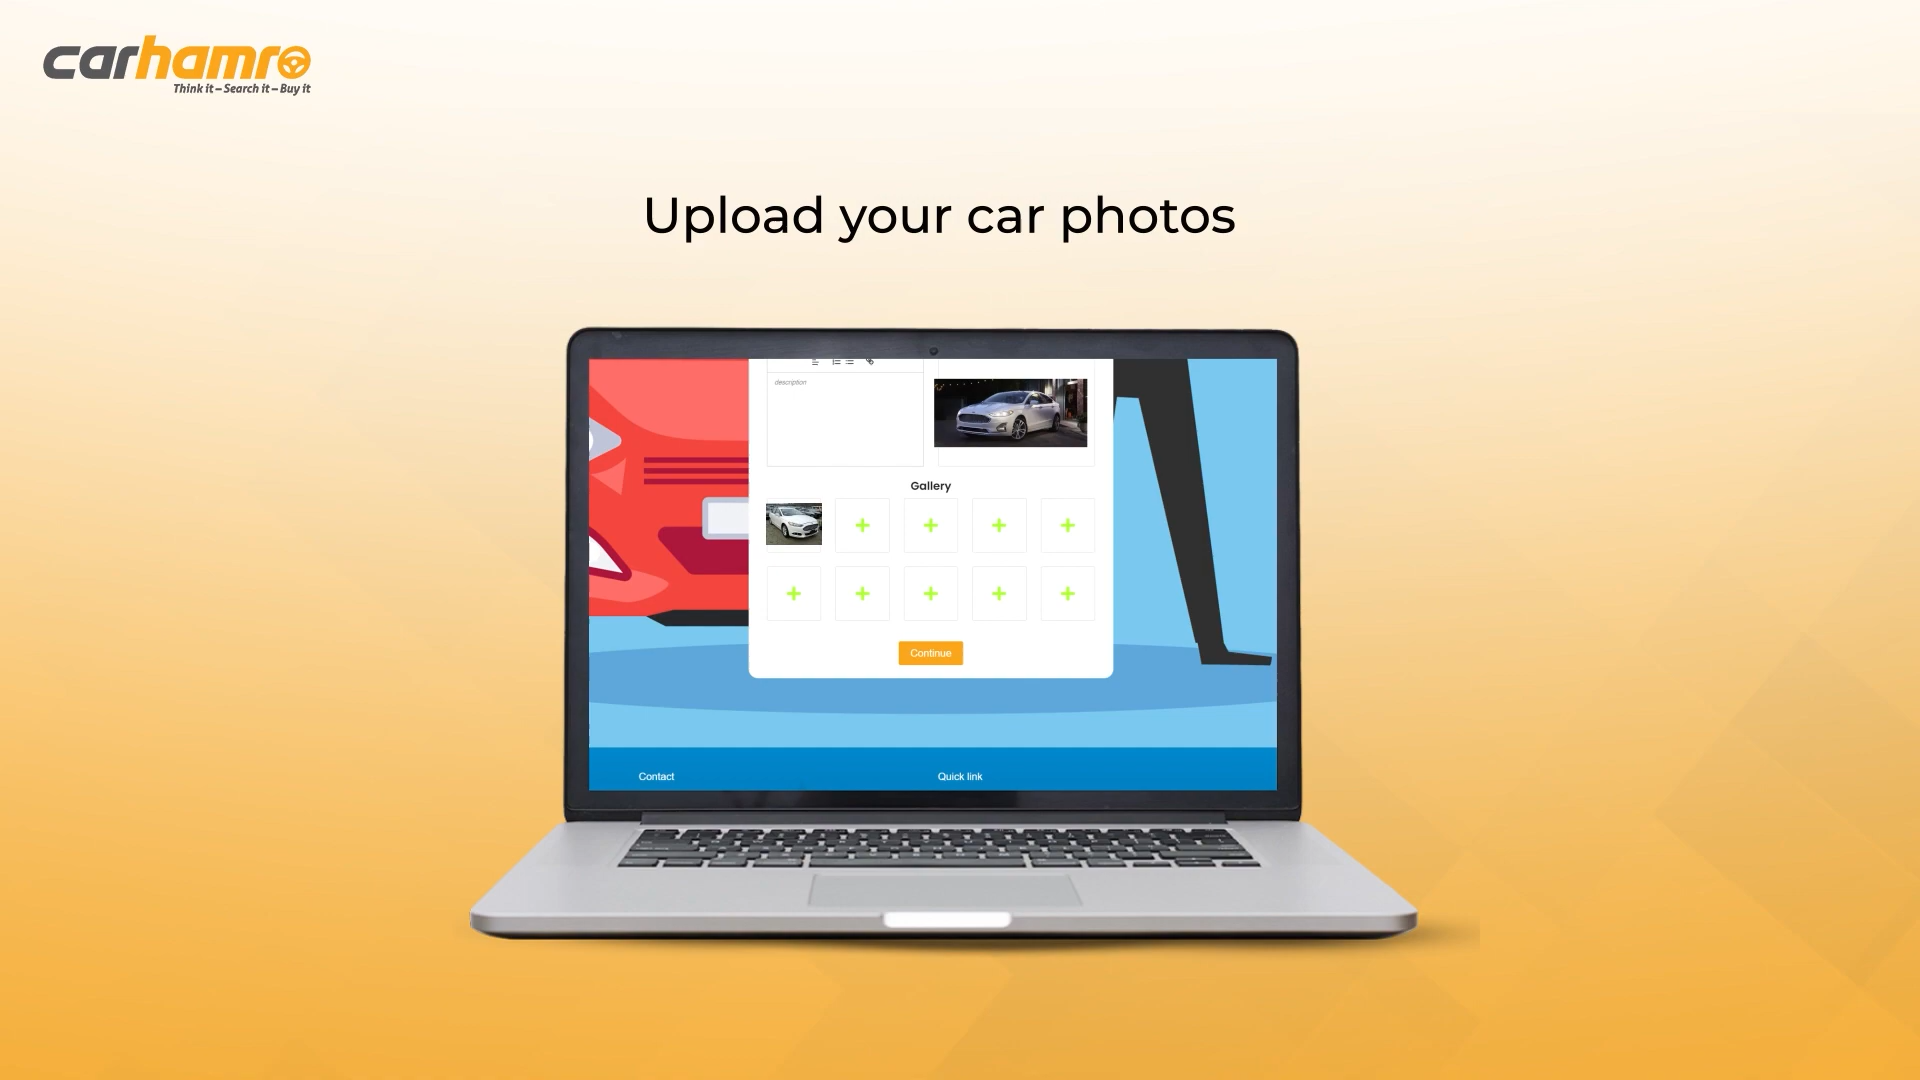 carhamro
Think it – Search it – Buy it
Upload your car photos
description
Gallery
Continue
Contact
Quick link